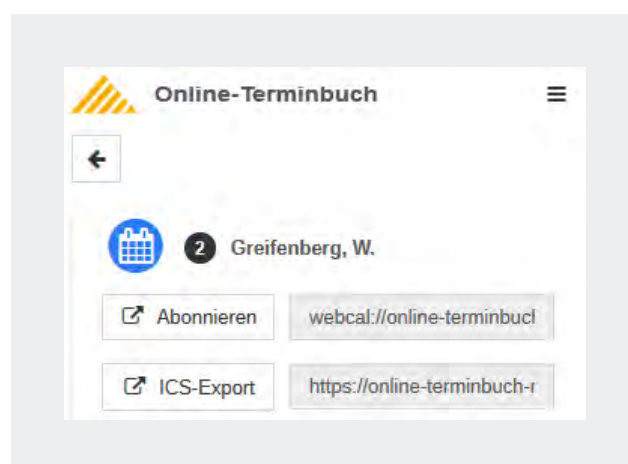 Online-Terminbuch
2 Greifenberg, W.
Abonnieren webcal://online-terminbuch
ICS-Export https://online-terminbuch-r